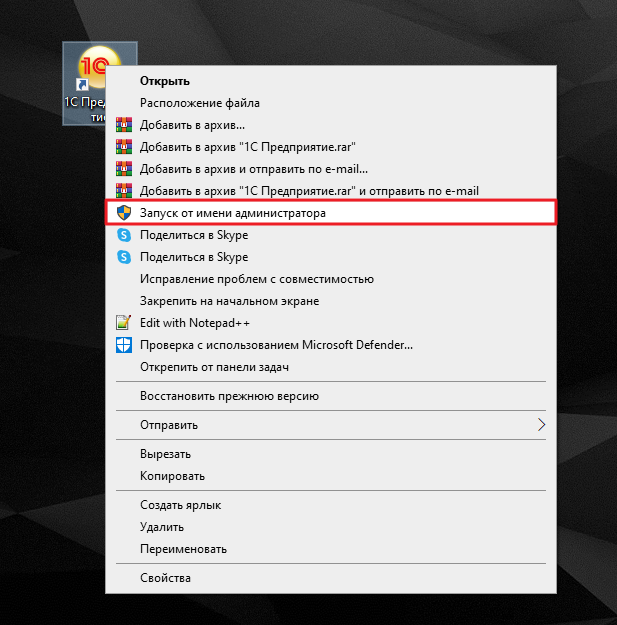 1С
1С Пред
тис
Открыть
Расположение файла
Добавить в архив...
Добавить в архив "1С Предприятие.rar"
Добавить в архив и отправить по e-mail...
Добавить в архив "1С Предприятие.rar" и отправить по e-mail
Запуск от имени администратора
Поделиться в Skype
Поделиться в Skype
Исправление проблем с совместимостью
Закрепить на начальном экране
Edit with Notepad++
Проверка с использованием Microsoft Defender...
Открепить от панели задач
Восстановить прежнюю версию
Отправить
Вырезать
Копировать
Создать ярлык
Удалить
Переименовать
Свойства